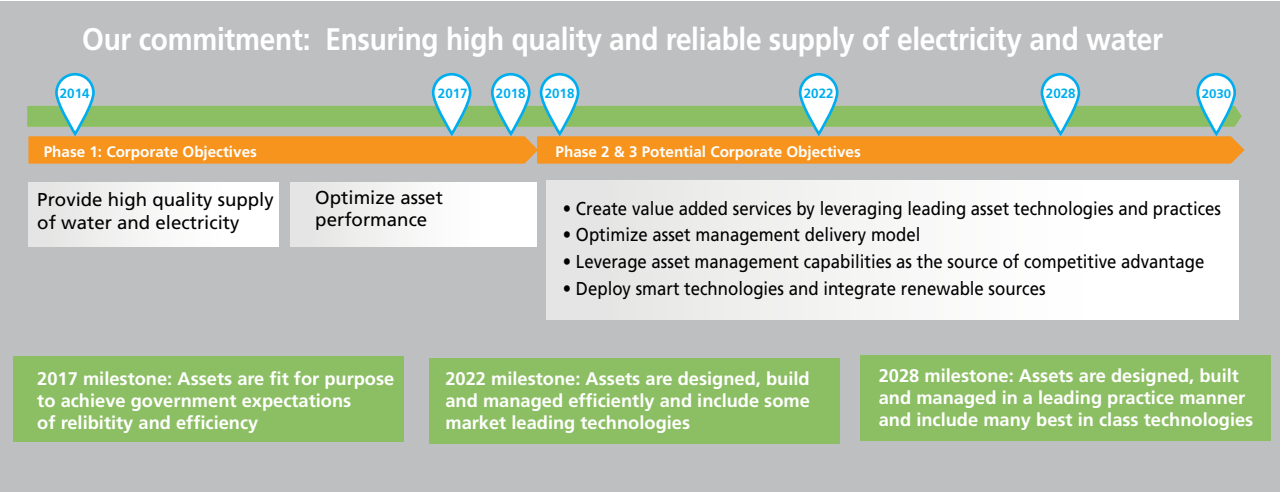 Our commitment: Ensuring high quality and reliable supply of electricity and water
2014
2017
2018
2018
2022
2028
2030
Phase 1: Corporate Objectives
Phase 2 & 3 Potential Corporate Objectives
Provide high quality supply
of water and electricity
Optimize asset
performance
• Create value added services by leveraging leading asset technologies and practices
• Optimize asset management delivery model
• Leverage asset management capabilities as the source of competitive advantage
• Deploy smart technologies and integrate renewable sources
2017 milestone: Assets are fit for purpose
to achieve government expectations
of relibitity and efficiency
2022 milestone: Assets are designed, build
and managed efficiently and include some
market leading technologies
2028 milestone: Assets are designed, built
and managed in a leading practice manner
and include many best in class technologies